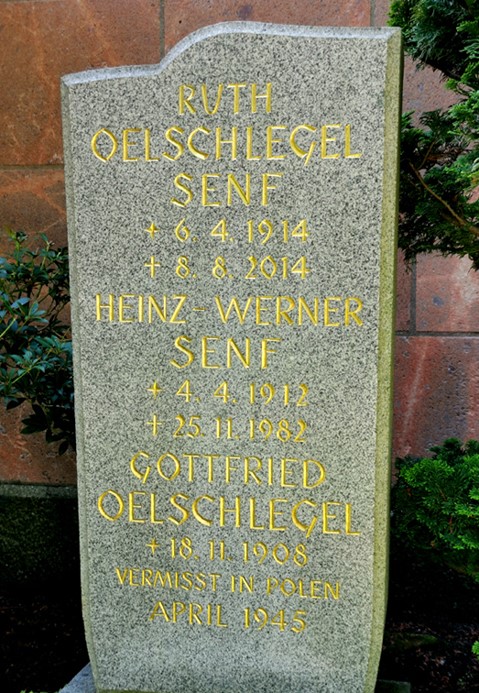 RUTH
OELSCHLEGEL
SENF
+ 6. 4. 1914
+ 8. 8. 2014
HEINZ-WERNER
SENF
+ 4. 4. 1912
+ 25. 11. 1982
GOTTFRIED
OELSCHLEGEL
+ 18. 11. 1908
VERMISST IN POLEN
APRIL 1945